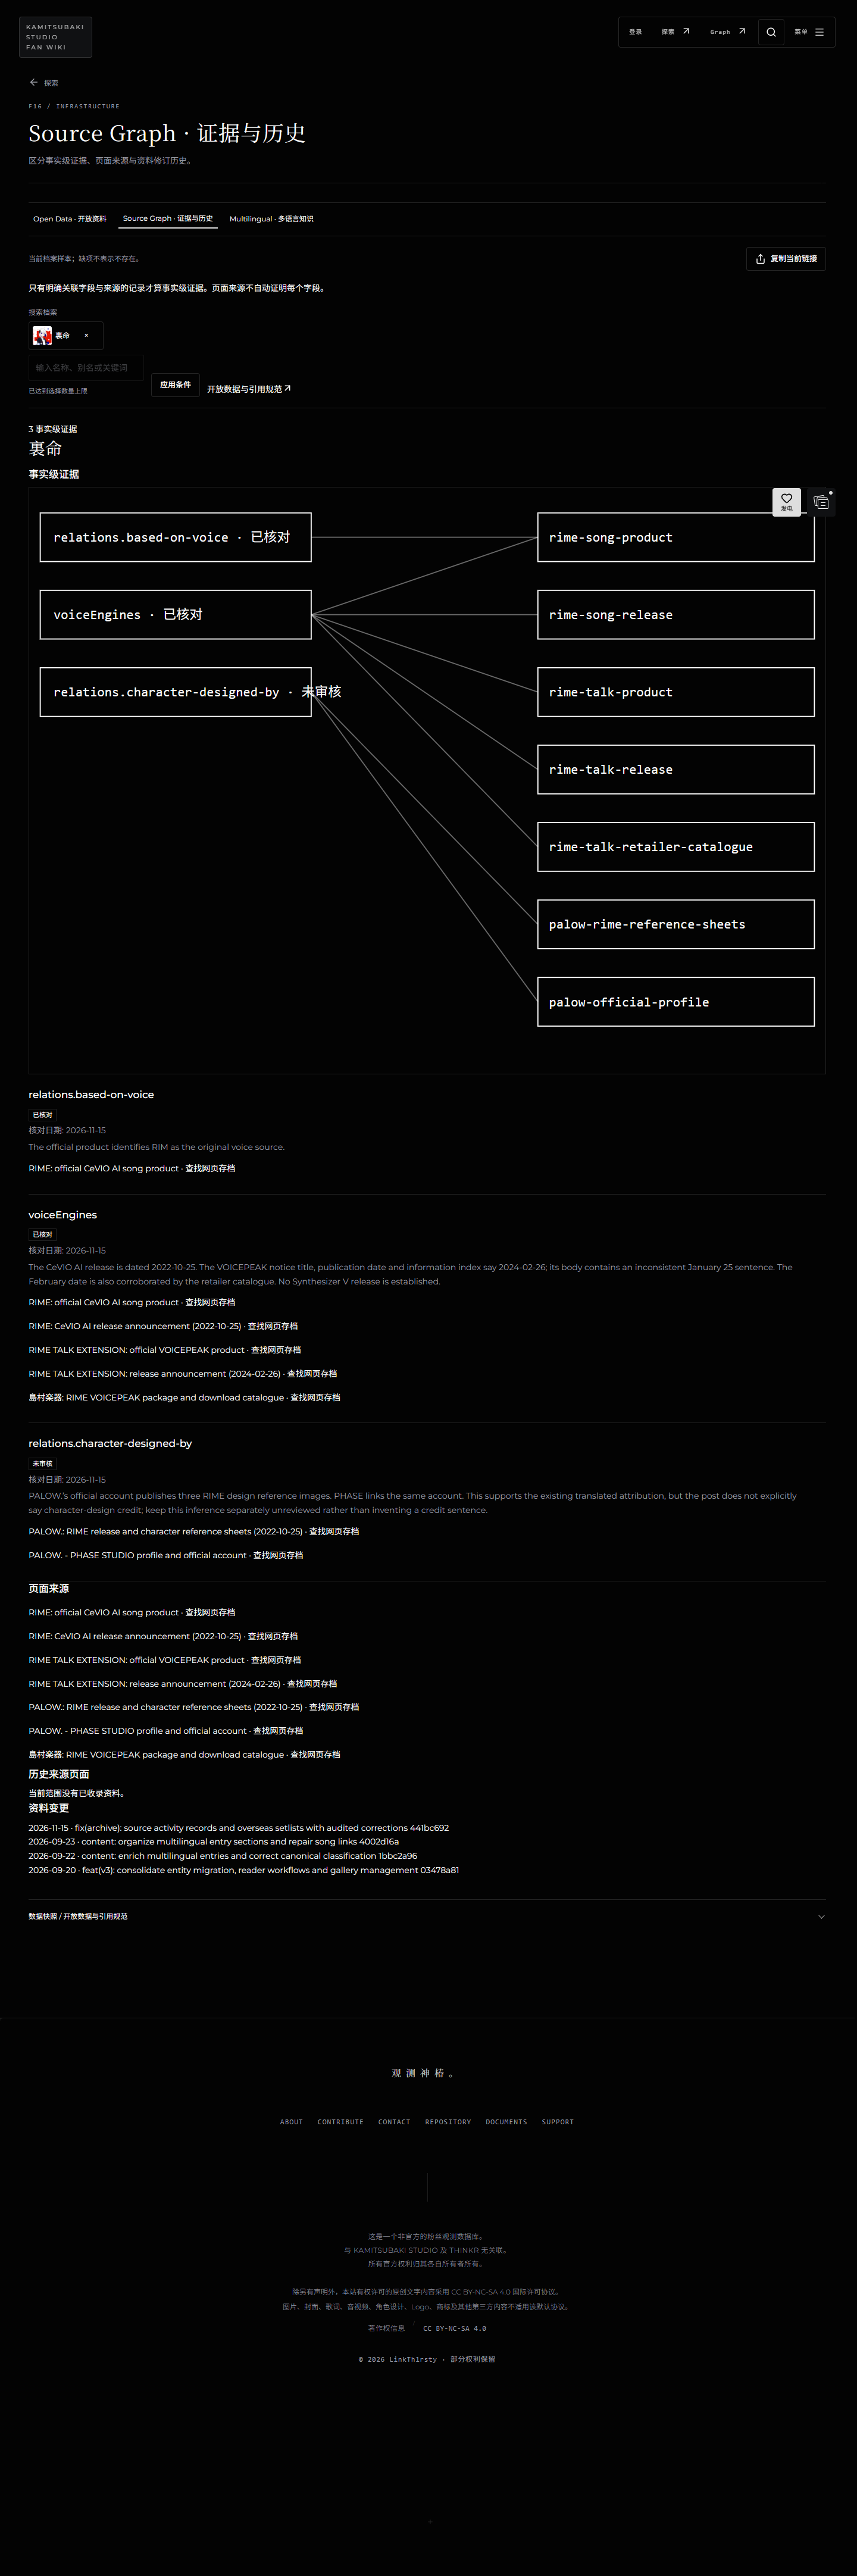 KAMITSUBAKI
STUDIO
FAN WIKI
登录
探索
Graph
菜单
探索
F16 / INFRASTRUCTURE
Source Graph · 证据与历史
区分事实级证据、页面来源与资料修订历史。
Open Data · 开放资料
Source Graph · 证据与历史
Multilingual · 多语言知识
当前档案样本；缺项不表示不存在。
复制当前链接
只有明确关联字段与来源的记录才算事实级证据。页面来源不自动证明每个字段。
搜索档案
裏命 ×
输入名称、别名或关键词
已达到选择数量上限
应用条件
开放数据与引用规范
3 事实级证据
裏命
事实级证据
发电
relations.based-on-voice · 已核对
rime-song-product
voiceEngines · 已核对
rime-song-release
relations.character-designed-by · 未审核
rime-talk-product
rime-talk-release
rime-talk-retailer-catalogue
palow-rime-reference-sheets
palow-official-profile
relations.based-on-voice
已核对
核对日期: 2026-11-15
The official product identifies RIM as the original voice source.
RIME: official CeVIO AI song product · 查找网页存档
voiceEngines
已核对
核对日期: 2026-11-15
The CeVIO AI release is dated 2022-10-25. The VOICEPEAK notice title, publication date and information index say 2024-02-26; its body contains an inconsistent January 25 sentence. The
February date is also corroborated by the retailer catalogue. No Synthesizer V release is established.
RIME: official CeVIO AI song product · 查找网页存档
RIME: CeVIO AI release announcement (2022-10-25) · 查找网页存档
RIME TALK EXTENSION: official VOICEPEAK product · 查找网页存档
RIME TALK EXTENSION: release announcement (2024-02-26) · 查找网页存档
島村楽器: RIME VOICEPEAK package and download catalogue · 查找网页存档
relations.character-designed-by
未审核
核对日期: 2026-11-15
PALOW.'s official account publishes three RIME design reference images. PHASE links the same account. This supports the existing translated attribution, but the post does not explicitly
say character-design credit; keep this inference separately unreviewed rather than inventing a credit sentence.
PALOW.: RIME release and character reference sheets (2022-10-25) · 查找网页存档
PALOW. - PHASE STUDIO profile and official account · 查找网页存档
页面来源
RIME: official CeVIO AI song product · 查找网页存档
RIME: CeVIO AI release announcement (2022-10-25) · 查找网页存档
RIME TALK EXTENSION: official VOICEPEAK product · 查找网页存档
RIME TALK EXTENSION: release announcement (2024-02-26) · 查找网页存档
PALOW.: RIME release and character reference sheets (2022-10-25) · 查找网页存档
PALOW. - PHASE STUDIO profile and official account · 查找网页存档
島村楽器: RIME VOICEPEAK package and download catalogue · 查找网页存档
历史来源页面
当前范围没有已收录资料。
资料变更
2026-11-15 · fix(archive): source activity records and overseas setlists with audited corrections 441bc692
2026-09-23 · content: organize multilingual entry sections and repair song links 4002d16a
2026-09-22 · content: enrich multilingual entries and correct canonical classification 1bbc2a96
2026-09-20 · feat(v3): consolidate entity migration, reader workflows and gallery management 03478a81
数据快照 / 开放数据与引用规范
观测神椿。
ABOUT
CONTRIBUTE
CONTACT
REPOSITORY
DOCUMENTS
SUPPORT
这是一个非官方的粉丝观测数据库。
与 KAMITSUBAKI STUDIO 及 THINKR 无关联。
所有官方权利归其各自所有者所有。
除另有声明外，本站有权许可的原创文字内容采用 CC BY-NC-SA 4.0 国际许可协议。
图片、封面、歌词、音视频、角色设计、Logo、商标及其他第三方内容不适用该默认协议。
著作权信息 / CC BY-NC-SA 4.0
© 2026 LinkTh1rsty · 部分权利保留